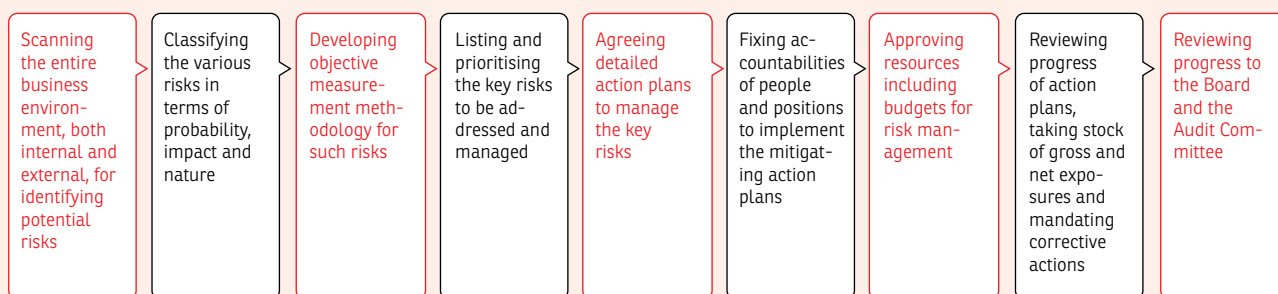 Scanning
the entire
business
environ-
ment, both
internal and
external, for
identifying
potential
risks
Classifying
the various
risks in
terms of
probability,
impact and
nature
Developing
objective
measure-
ment meth-
odology for
such risks
Listing and
prioritising
the key risks
to be ad-
dressed and
managed
Agreeing
detailed
action plans
to manage
the key
risks
Fixing ac-
countabilities
of people
and positions
to implement
the mitigat-
ing action
plans
Approving
resources
including
budgets for
risk man-
agement
Reviewing
progress
of action
plans,
taking stock
of gross and
net expo-
sures and
mandating
corrective
actions
Reviewing
progress to
the Board
and the
Audit Com-
mittee